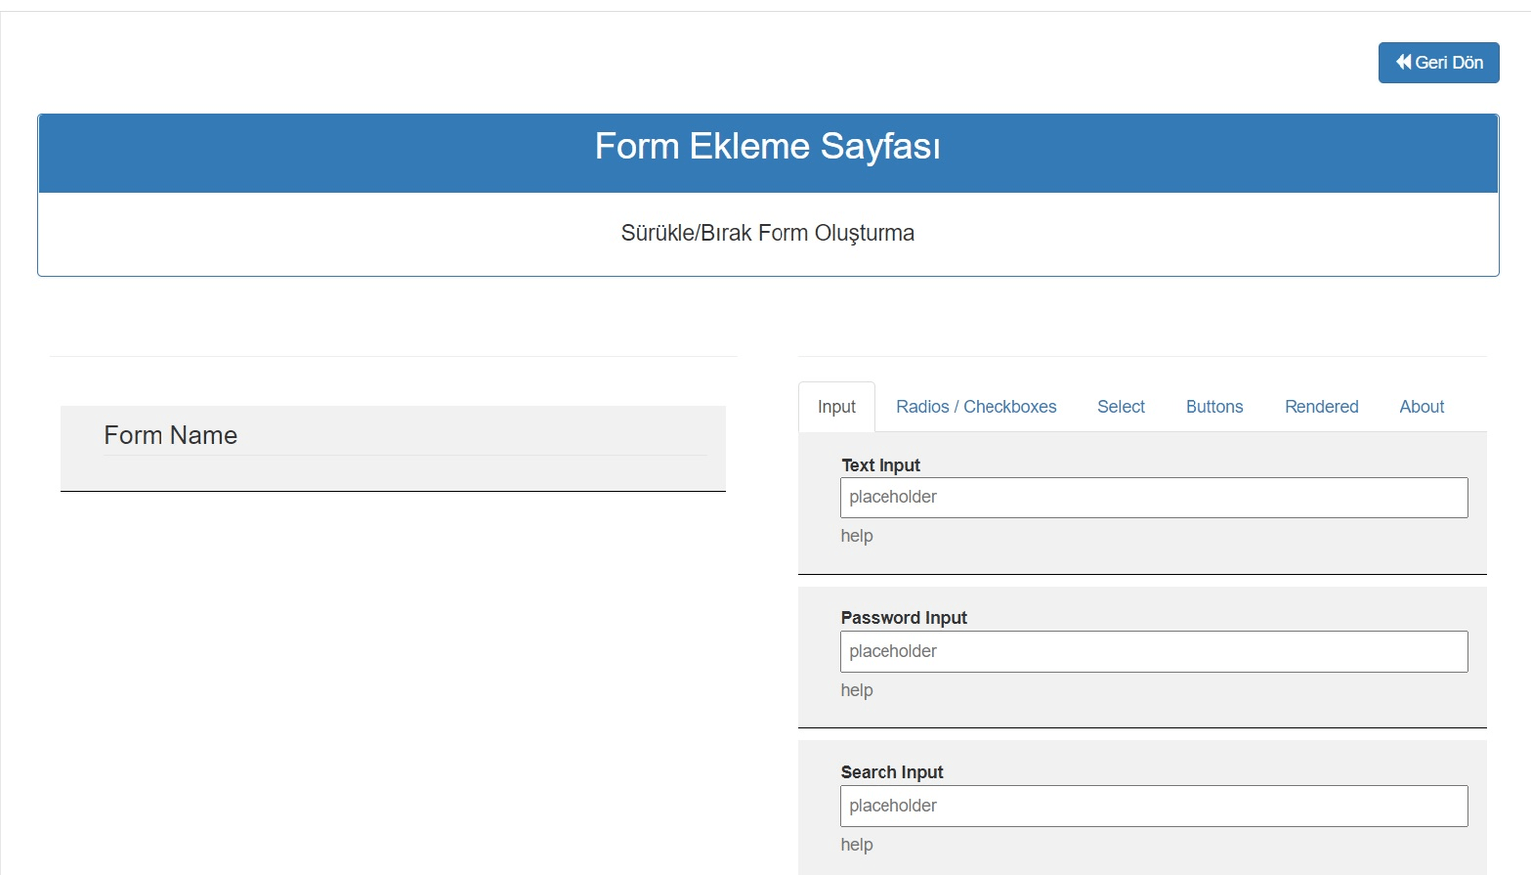 Geri Dön
Form Ekleme Sayfası
Sürükle/Bırak Form Oluşturma
Form Name
Input Radios / Checkboxes Select Buttons Rendered About
Text Input
placeholder
help
Password Input
placeholder
help
Search Input
placeholder
help